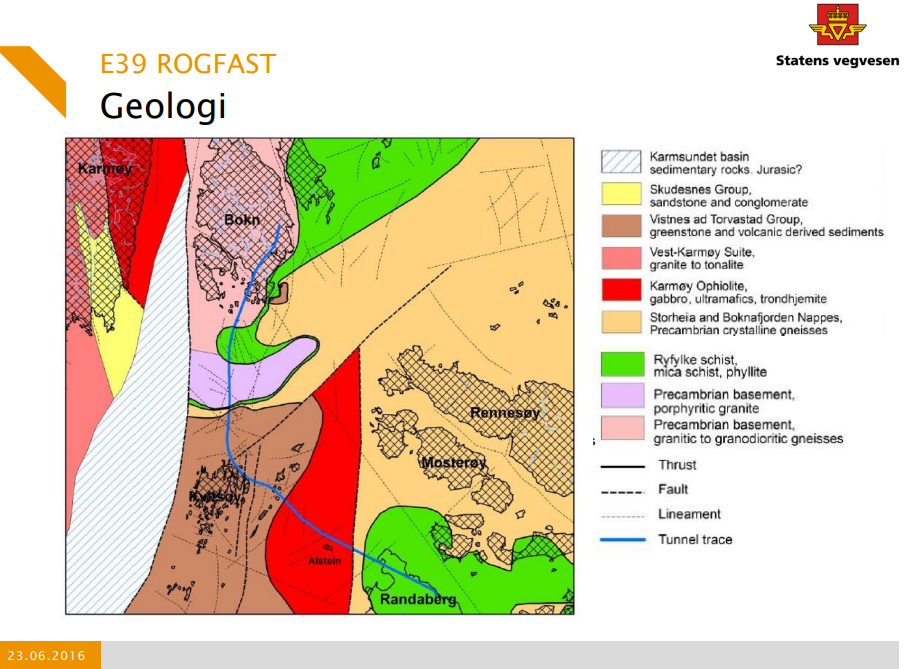 Statens vegvesen
E39 ROGFAST
Geologi
Karmøy
Bokn
Rennesøy
Mosterøy
Kvitsøy
Alstein
Randaberg
Karmsundet basin
sedimentary rocks. Jurasic?
Skudesnes Group,
sandstone and conglomerate
Vistnes ad Torvastad Group,
greenstone and volcanic derived sediments
Vest-Karmøy Suite,
granite to tonalite
Karmøy Ophiolite,
gabbro, ultramafics, trondhjemite
Storheia and Boknafjorden Nappes,
Precambrian crystalline gneisses
Ryfylke schist,
mica schist, phyllite
Precambrian basement,
porphyritic granite
Precambrian basement,
granitic to granodioritic gneisses
s
Thrust
Fault
Lineament
Tunnel trace
23.06.2016